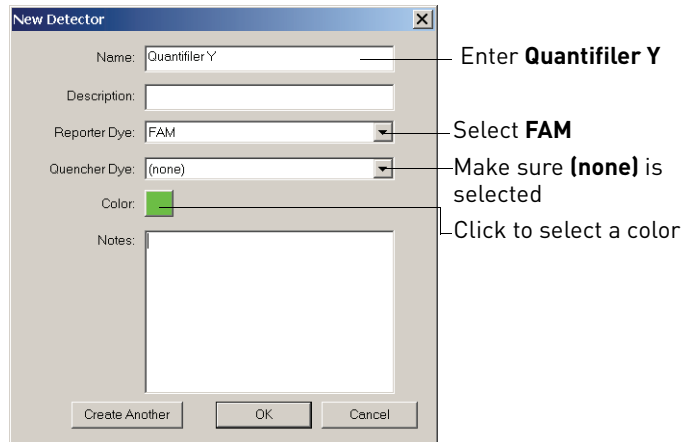 New Detector
Name: Quantifiler Y
Enter Quantifiler Y
Description:
Reporter Dye: FAM
Select FAM
Quencher Dye: (none)
Make sure (none) is
selected
Color:
Click to select a color
Notes:
Create Another OK Cancel